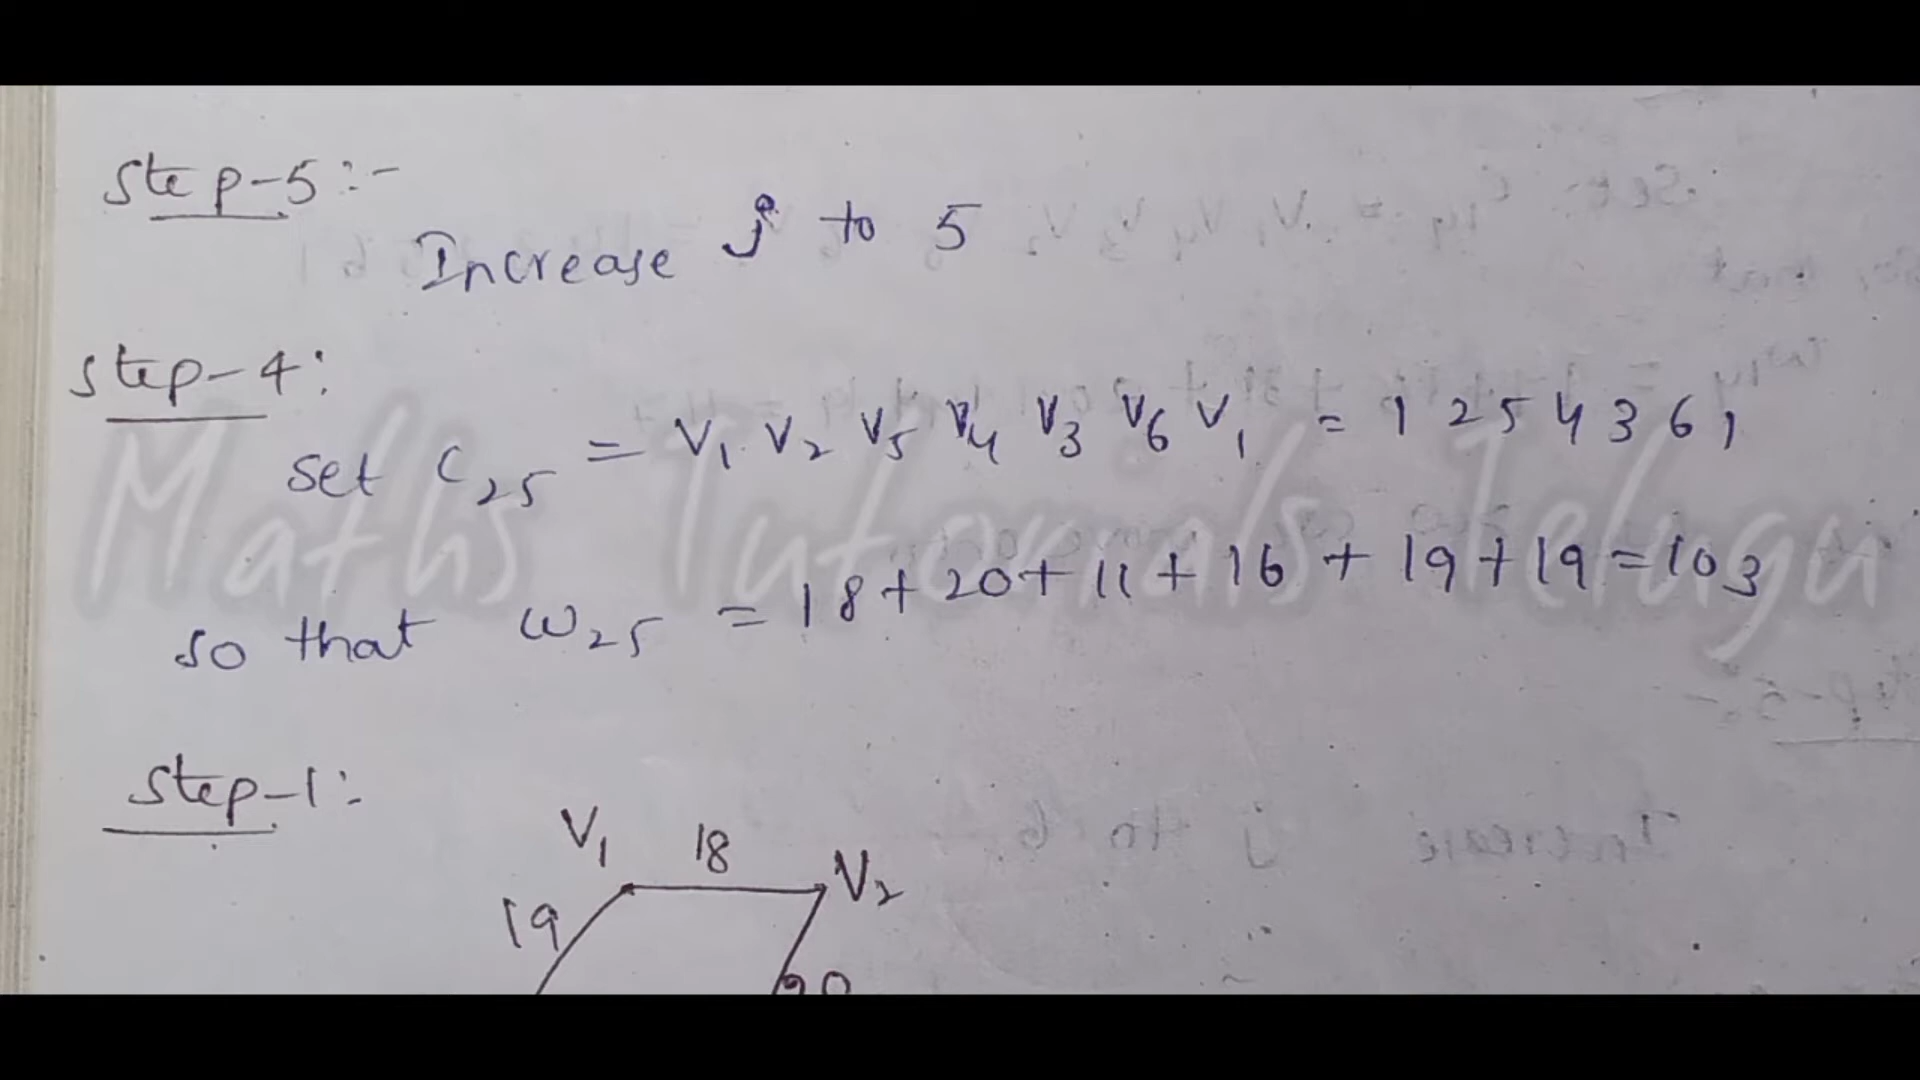 Step-5:-
Increase j to 5
Step-4:
Set C₂₅ = V₁ V₂ V₅ V₄ V₃ V₆ V₁ = 1 2 5 4 3 6 1
Maths Tutorials Telugu
so that ω₂₅ = 18 + 20 + 11 + 16 + 19 + 19 = 103
Step-1:
V₁ 18 V₂
19
20